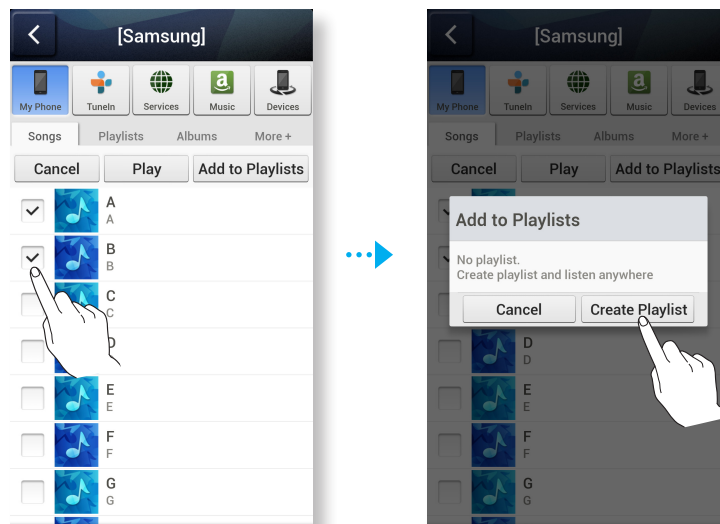 [Samsung]
My Phone TuneIn Services Music Devices
Songs Playlists Albums More +
Cancel Play Add to Playlists
A
A
B
B
C
C
D
E
E
F
F
G
G
[Samsung]
My Phone TuneIn Services Music Devices
Songs Playlists Albums More +
Cancel Play Add to Playlists
Add to Playlists
No playlist.
Create playlist and listen anywhere
Cancel Create Playlist
D
D
E
E
F
F
G
G